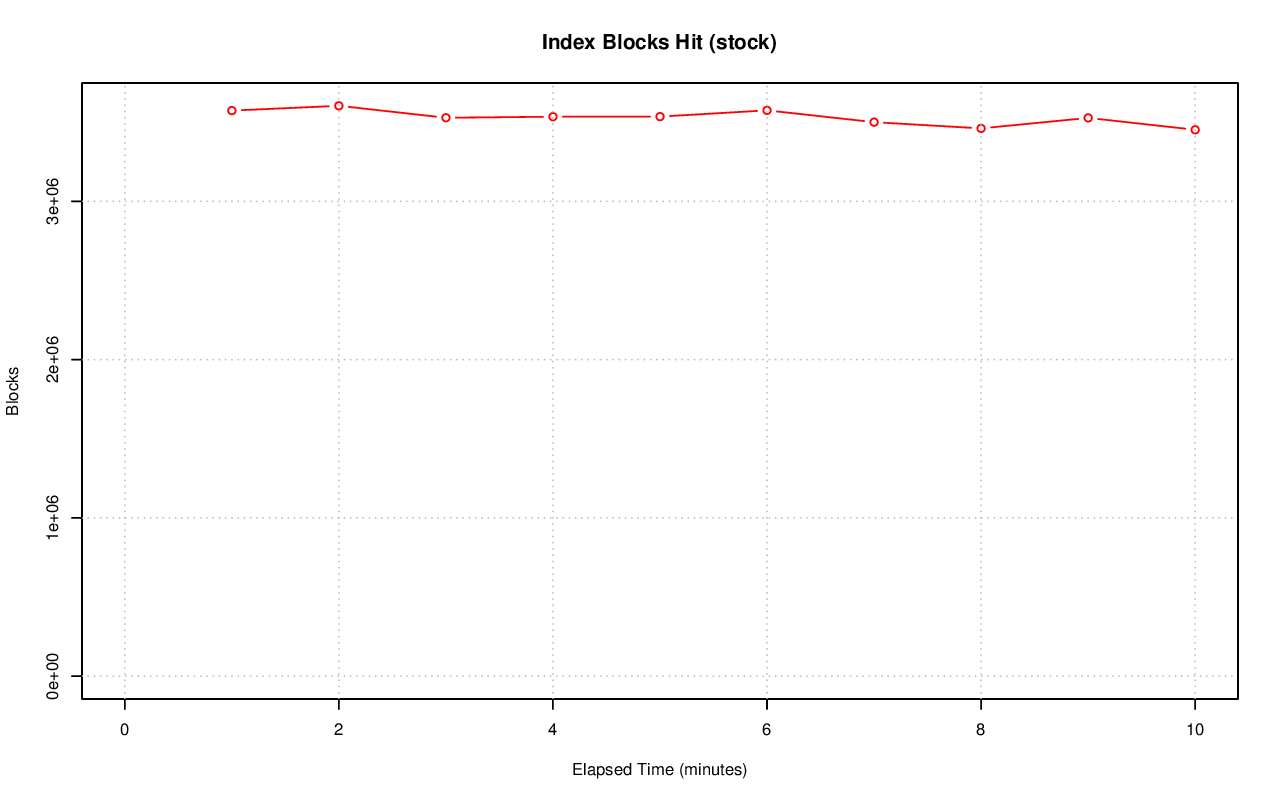 Index Blocks Hit (stock)
Blocks
3e+06
2e+06
1e+06
0e+00
0 2 4 6 8 10
Elapsed Time (minutes)